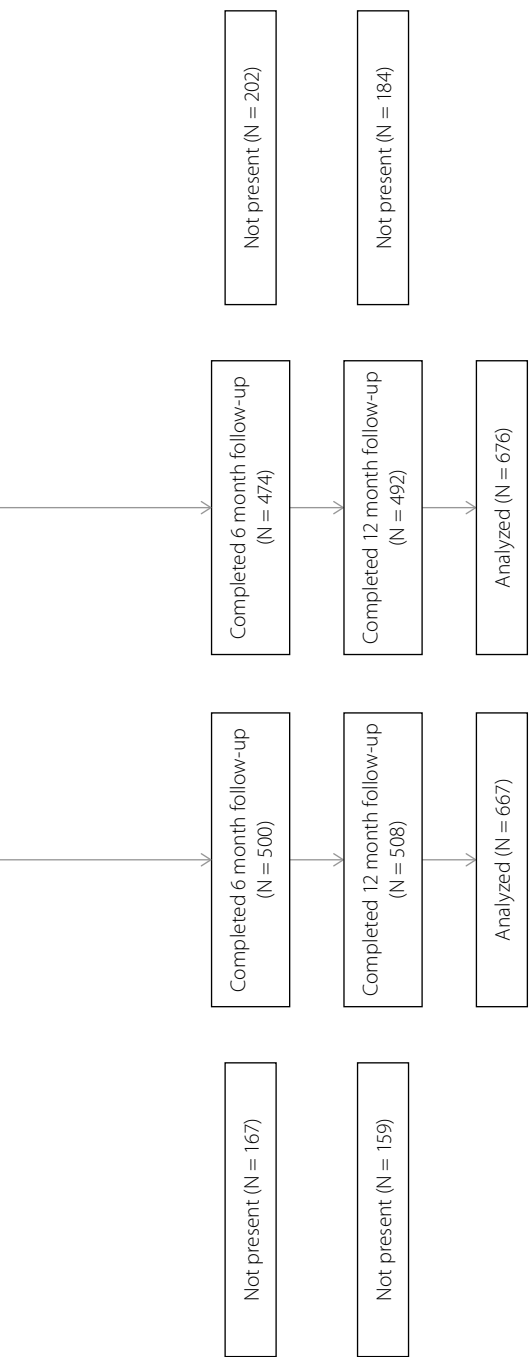 Not present (N = 167)
Completed 6 month follow-up
(N = 500)
Completed 6 month follow-up
(N = 474)
Not present (N = 202)
Not present (N = 159)
Completed 12 month follow-up
(N = 508)
Completed 12 month follow-up
(N = 492)
Not present (N = 184)
Analyzed (N = 667)
Analyzed (N = 676)